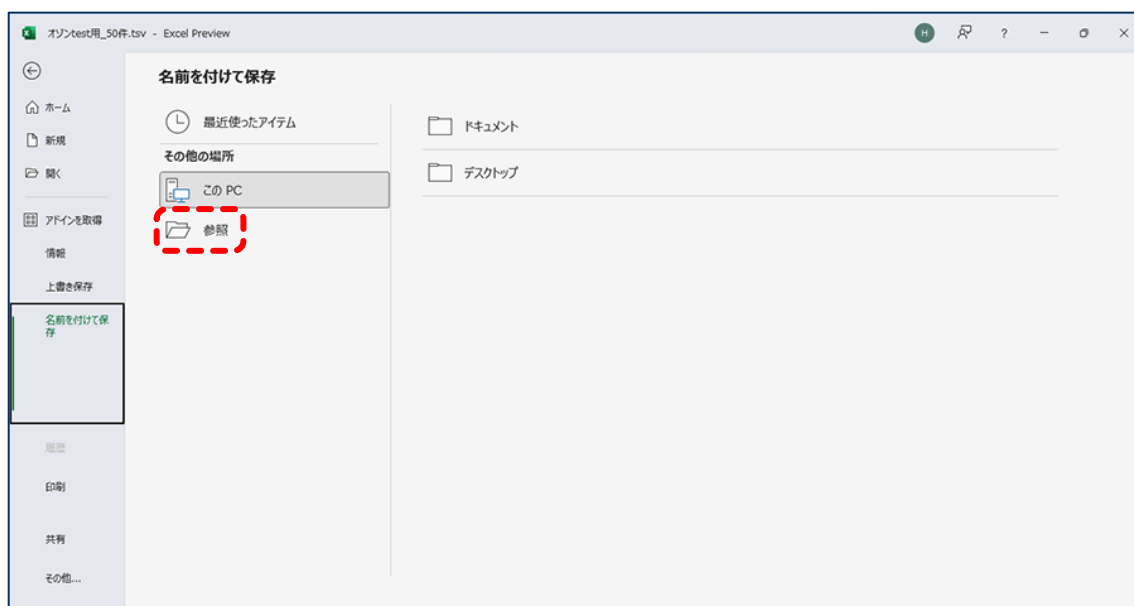 オゾンtest用_50件.tsv - Excel Preview
H
?
名前を付けて保存
ホーム
新規
開く
アドインを取得
情報
上書き保存
名前を付けて保
存
履歴
印刷
共有
その他...
最近使ったアイテム
その他の場所
この PC
参照
ドキュメント
デスクトップ